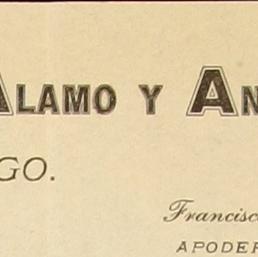 ALAMO Y AN
GO.
Francisc
APODER